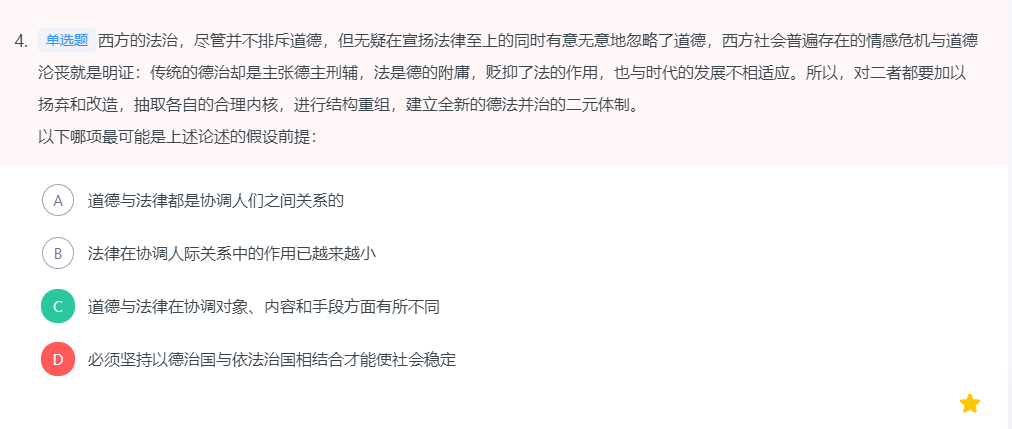 4. 单选题 西方的法治，尽管并不排斥道德，但无疑在宣扬法律至上的同时有意无意地忽略了道德，西方社会普遍存在的情感危机与道德
沦丧就是明证：传统的德治却是主张德主刑辅，法是德的附庸，贬抑了法的作用，也与时代的发展不相适应。所以，对二者都要加以
扬弃和改造，抽取各自的合理内核，进行结构重组，建立全新的德法并治的二元体制。
以下哪项最可能是上述论述的假设前提：
A 道德与法律都是协调人们之间关系的
B 法律在协调人际关系中的作用已越来越小
C 道德与法律在协调对象、内容和手段方面有所不同
D 必须坚持以德治国与依法治国相结合才能使社会稳定